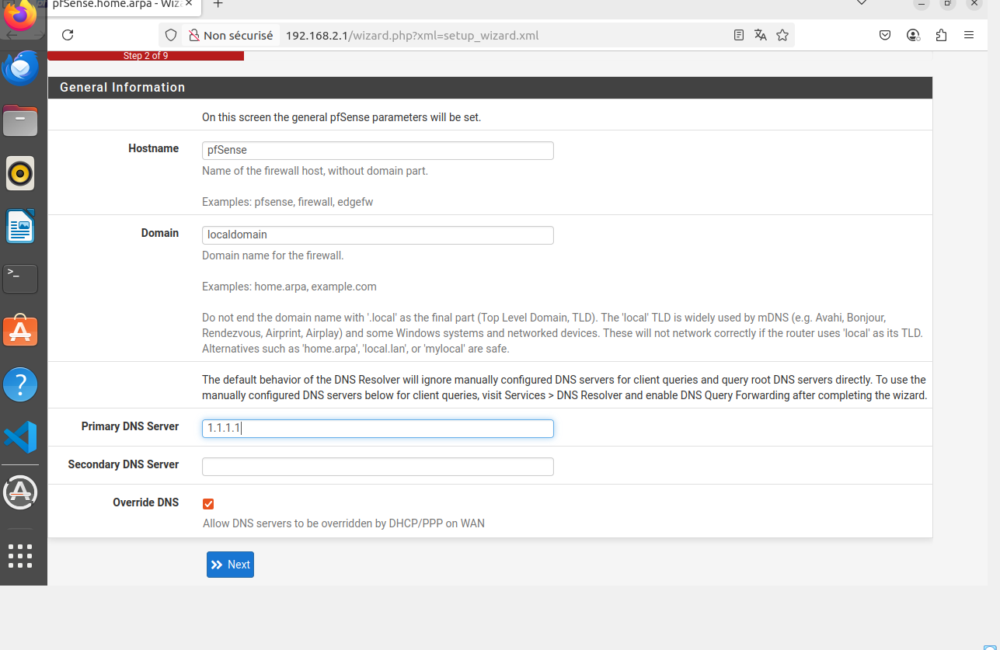 pfSense.home.arpa - Wiza
Non sécurisé
192.168.2.1/wizard.php?xml=setup_wizard.xml
Step 2 of 9
General Information
On this screen the general pfSense parameters will be set.
Hostname
pfSense
Name of the firewall host, without domain part.
Examples: pfsense, firewall, edgefw
Domain
localdomain
Domain name for the firewall.
Examples: home.arpa, example.com
Do not end the domain name with '.local' as the final part (Top Level Domain, TLD). The 'local' TLD is widely used by mDNS (e.g. Avahi, Bonjour,
Rendezvous, Airprint, Airplay) and some Windows systems and networked devices. These will not network correctly if the router uses 'local' as its TLD.
Alternatives such as 'home.arpa', 'local.lan', or 'mylocal' are safe.
The default behavior of the DNS Resolver will ignore manually configured DNS servers for client queries and query root DNS servers directly. To use the
manually configured DNS servers below for client queries, visit Services > DNS Resolver and enable DNS Query Forwarding after completing the wizard.
Primary DNS Server
1.1.1.1
Secondary DNS Server
Override DNS
Allow DNS servers to be overridden by DHCP/PPP on WAN
Next